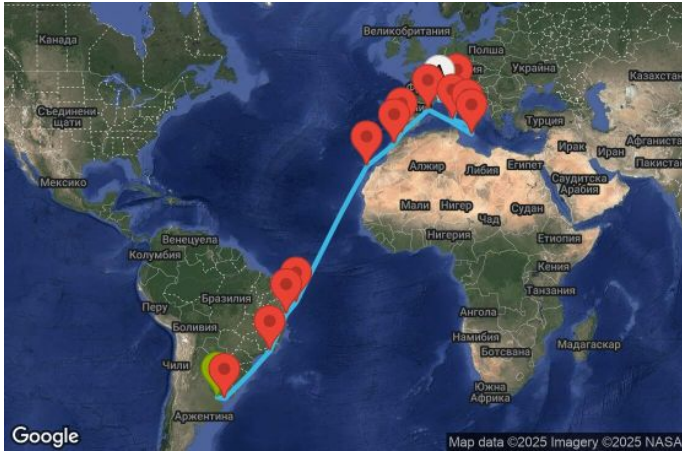 Великобритания
Канада
Полша
Украйна
Казахстан
Съединени
щати
Турция
Ирак
Иран
Афганиста
Пакистан
Мексико
Алжир
Либия
Египет
Саудитска
Арабия
Мали
Нигер
Чад
Судан
Венецуела
Нигерия
Етиопия
Колумбия
Кения
Бразилия
Танзания
Перу
Ангола
Боливия
Намибия
Мадагаскар
Ботсвана
Чили
Южна
Африка
Аржентина
Google
Map data ©2025 Imagery ©2025 NASA